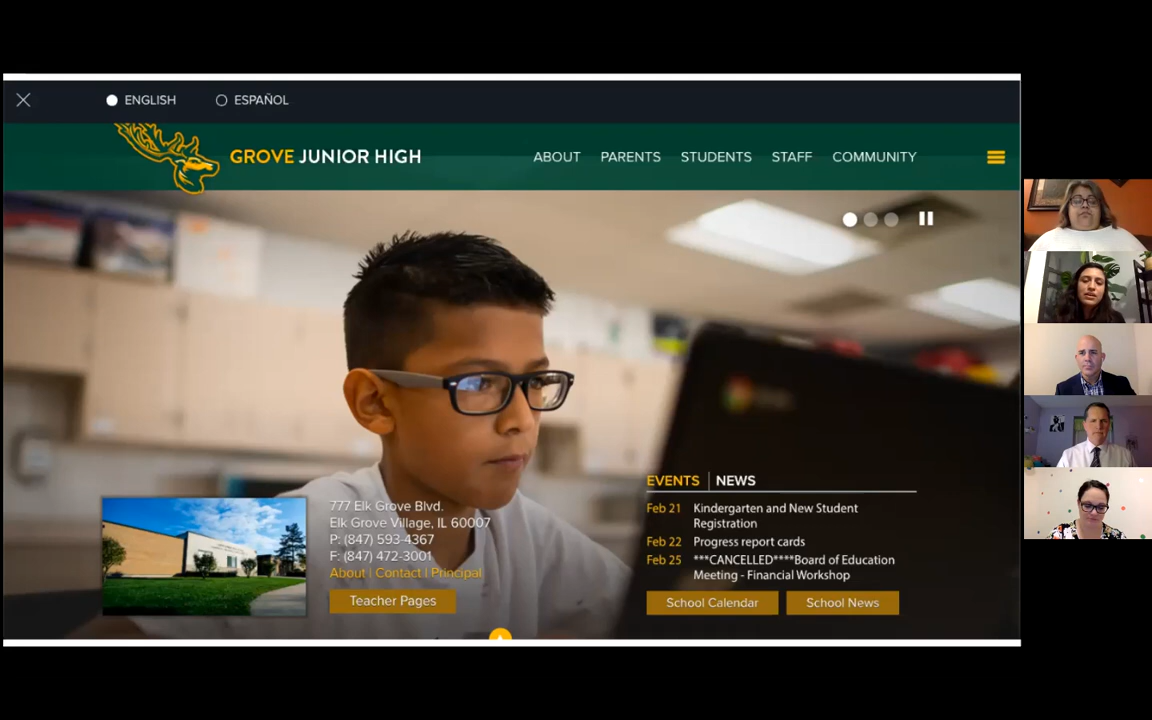 ENGLISH
ESPAÑOL
GROVE JUNIOR HIGH
ABOUT
PARENTS
STUDENTS
STAFF
COMMUNITY
777 Elk Grove Blvd.
Elk Grove Village, IL 60007
P: (847) 593-4367
F: (847) 472-3001
About | Contact | Principal
Teacher Pages
EVENTS | NEWS
Feb 21 Kindergarten and New Student
Registration
Feb 22 Progress report cards
Feb 25 ***CANCELLED****Board of Education
Meeting - Financial Workshop
School Calendar
School News